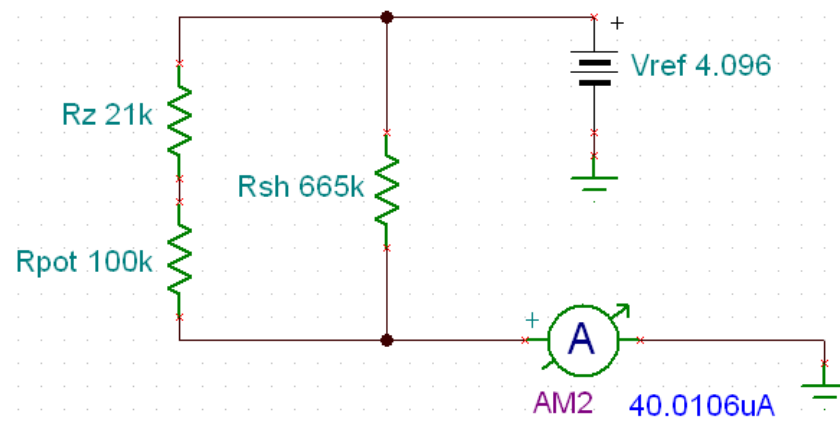 +
Vref 4.096
Rz 21k
Rsh 665k
Rpot 100k
+
A
AM2
40.0106uA